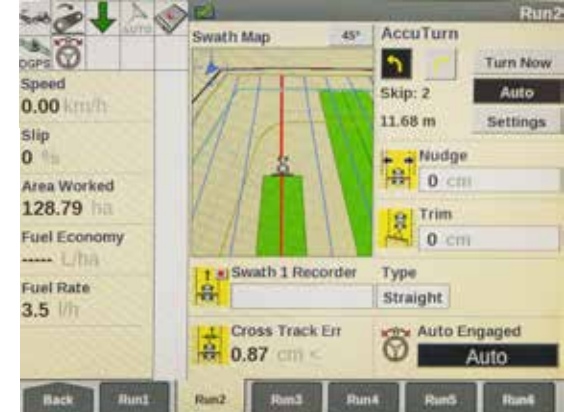 Run2
AUTO
DGPS
Swath Map
45°
AccuTurn
Turn Now
Skip: 2
Auto
11.68 m
Settings
Speed
0.00 km/h
Slip
0 %
Area Worked
128.79 ha
Fuel Economy
----- L/ha
Fuel Rate
3.5 l/h
Nudge
0 cm
Trim
0 cm
Swath 1 Recorder
Type
Straight
Cross Track Err
0.87 cm <
Auto Engaged
Auto
Back
Run1
Run2
Run3
Run4
Run5
Run6